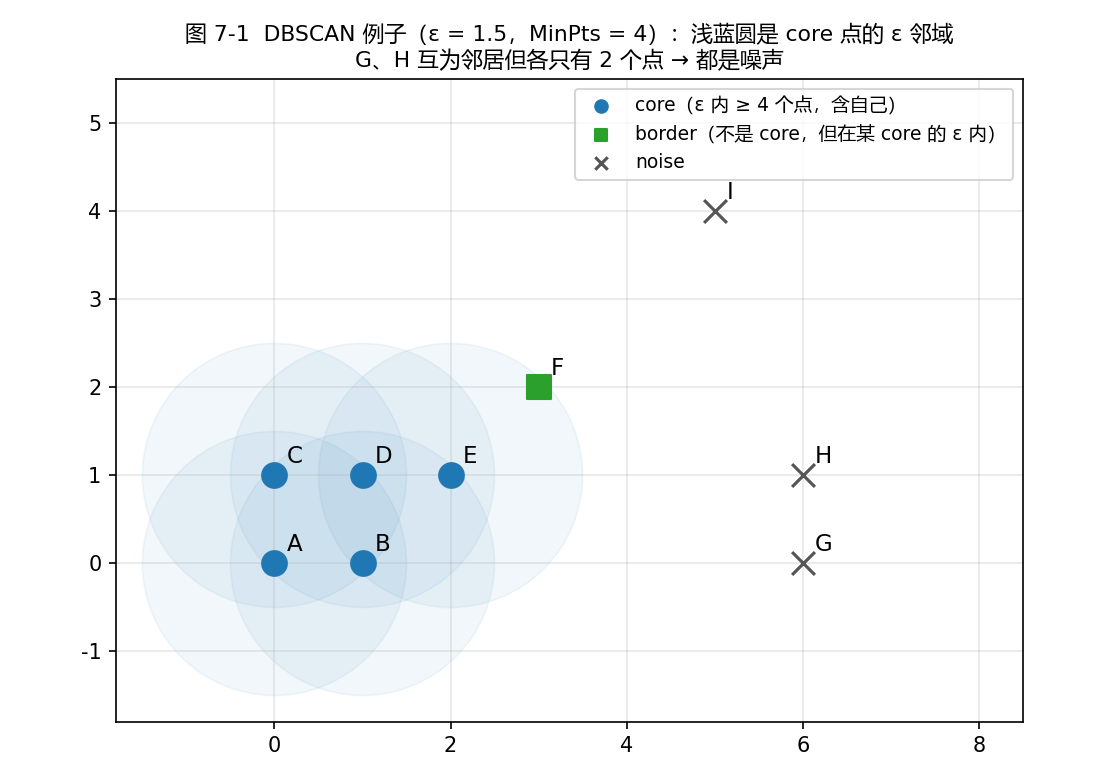 图 7-1  DBSCAN 例子（ε = 1.5，MinPts = 4）：浅蓝圆是 core 点的 ε 邻域
G、H 互为邻居但各只有 2 个点 → 都是噪声
core（ε 内 ≥ 4 个点，含自己）
border（不是 core，但在某 core 的 ε 内）
noise
5
I
4
3
F
2
C D E H
1
A B G
0
-1
0 2 4 6 8